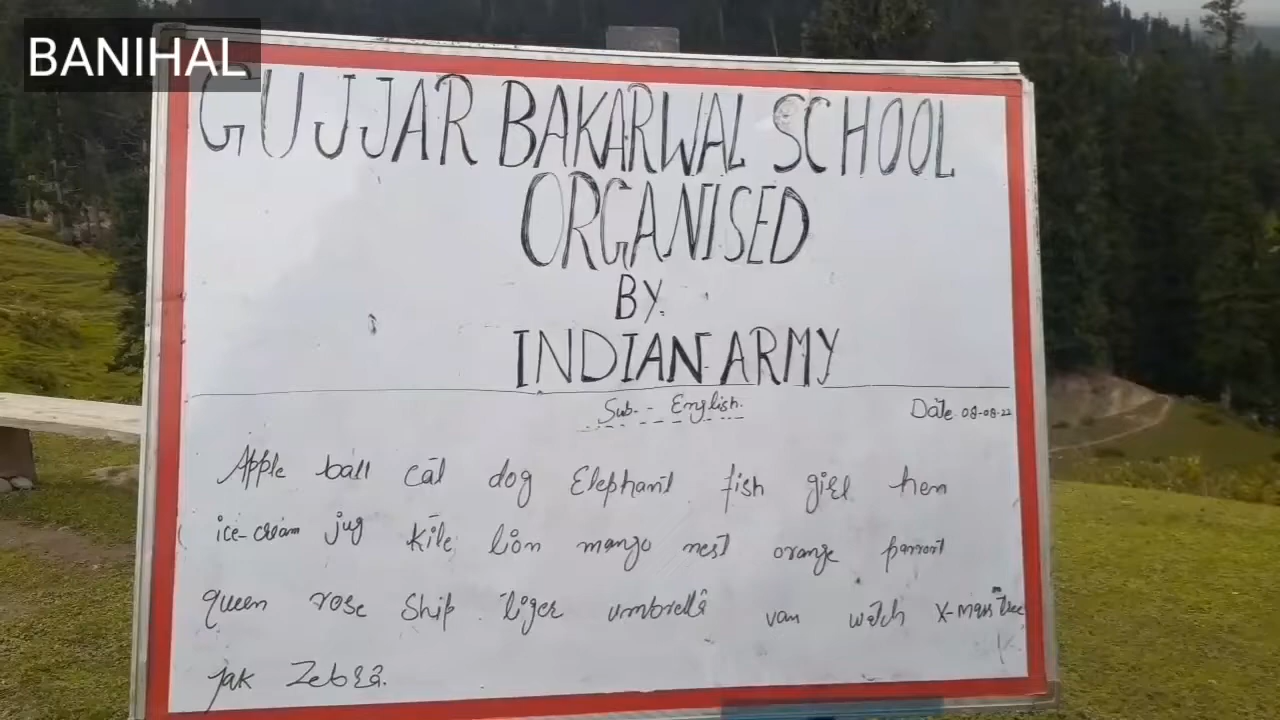 BANIHAL
GUJJAR BAKARWAL SCHOOL
ORGANISED
BY.
INDIAN ARMY
Sub. - English.
Date 08-08-22
Apple ball cat dog Elephant fish girl hen
ice-cream jug kite lion mango nest orange parrot
queen rose Ship tiger umbrella van watch X-mas tree
yak Zebra.